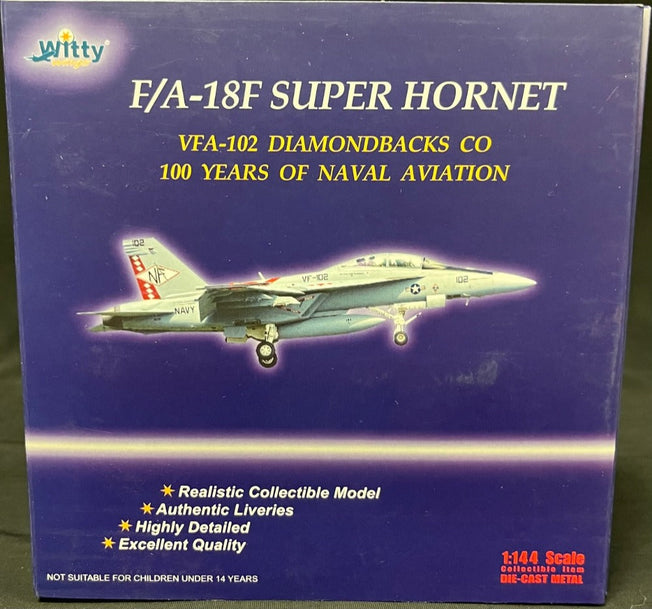 Witty
wings
F/A-18F SUPER HORNET
VFA-102 DIAMONDBACKS CO
100 YEARS OF NAVAL AVIATION
102
NF
VF-102
102
NAVY
Realistic Collectible Model
Authentic Liveries
Highly Detailed
Excellent Quality
1:144 Scale
Collectible Item
DIE-CAST METAL
NOT SUITABLE FOR CHILDREN UNDER 14 YEARS